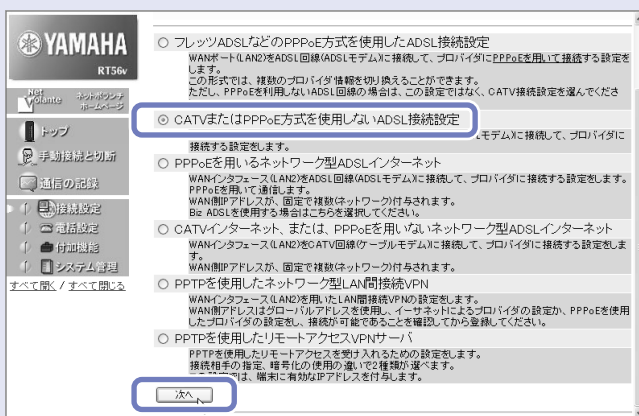 YAMAHA
RT56v
Net Volante ネットボランチ ホームページ
トップ
手動接続と切断
通信の記録
接続設定
電話設定
付加機能
システム管理
すべて開く / すべて閉じる
フレッツADSLなどのPPPoE方式を使用したADSL接続設定
WANポート(LAN2)をADSL回線(ADSLモデム)に接続して、プロバイダにPPPoEを用いて接続する設定を
します。
この形式では、複数のプロバイダ情報を切り換えることができます。
ただし、PPPoEを利用しないADSL回線の場合は、この設定ではなく、CATV接続設定を選んでくださ
CATVまたはPPPoE方式を使用しないADSL接続設定
Lモデム)に接続して、プロバイダに
接続する設定をします。
PPPoEを用いるネットワーク型ADSLインターネット
WANインタフェース(LAN2)をADSL回線(ADSLモデム)に接続して、プロバイダに接続する設定をします。
PPPoEを用いて通信します。
WAN側IPアドレスが、固定で複数(ネットワーク)付与されます。
Biz ADSLを使用する場合はこちらを選択してください。
CATVインターネット、または、PPPoEを用いないネットワーク型ADSLインターネット
WANインタフェース(LAN2)をCATV回線(ケーブルモデム)に接続して、プロバイダに接続する設定をしま
す。
WAN側IPアドレスが、固定で複数(ネットワーク)付与されます。
PPTPを使用したネットワーク型LAN間接続VPN
WANインタフェース(LAN2)を用いたLAN間接続VPNの設定をします。
WAN側アドレスはグローバルアドレスを使用し、イーサネットによるプロバイダの設定か、PPPoEを使用
したプロバイダの設定をし、接続が可能であることを確認してから登録してください。
PPTPを使用したリモートアクセスVPNサーバ
PPTPを使用したリモートアクセスを受け入れるための設定をします。
接続相手の指定、暗号化の使用の違いで2種類が選べます。
では、端末に有効なIPアドレスを付与します。
次へ